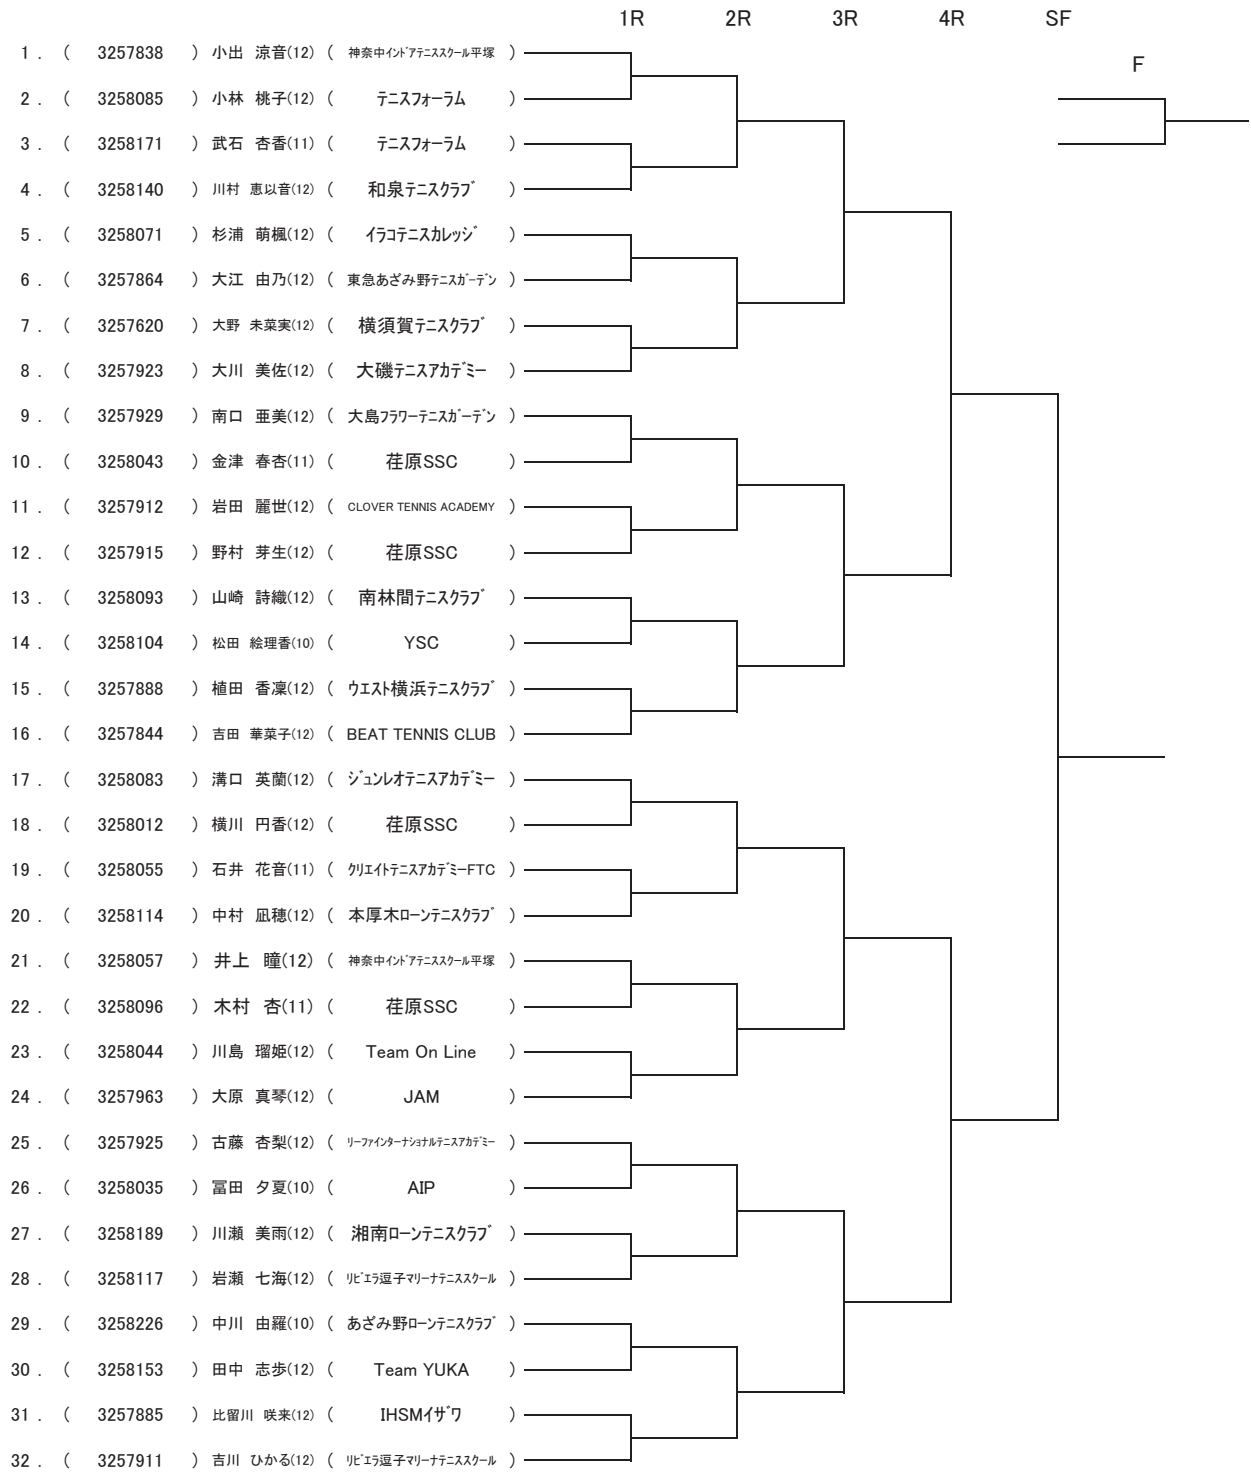 1R 2R 3R 4R SF
F
1 . ( 3257838 ) 小出 涼音(12) ( 神奈中ｲﾝﾄﾞｱﾃﾆｽｽｸｰﾙ平塚 )
2 . ( 3258085 ) 小林 桃子(12) ( ﾃﾆｽﾌｫｰﾗﾑ )
3 . ( 3258171 ) 武石 杏香(11) ( ﾃﾆｽﾌｫｰﾗﾑ )
4 . ( 3258140 ) 川村 恵以音(12) ( 和泉ﾃﾆｽｸﾗﾌﾞ )
5 . ( 3258071 ) 杉浦 萌楓(12) ( ｲﾗｺﾃﾆｽｶﾚｯｼﾞ )
6 . ( 3257864 ) 大江 由乃(12) ( 東急あざみ野ﾃﾆｽｶﾞｰﾃﾞﾝ )
7 . ( 3257620 ) 大野 未菜実(12) ( 横須賀ﾃﾆｽｸﾗﾌﾞ )
8 . ( 3257923 ) 大川 美佐(12) ( 大磯ﾃﾆｽｱｶﾃﾞﾐｰ )
9 . ( 3257929 ) 南口 亜美(12) ( 大島ﾌﾗﾜｰﾃﾆｽｶﾞｰﾃﾞﾝ )
10 . ( 3258043 ) 金津 春杏(11) ( 荏原SSC )
11 . ( 3257912 ) 岩田 麗世(12) ( CLOVER TENNIS ACADEMY )
12 . ( 3257915 ) 野村 芽生(12) ( 荏原SSC )
13 . ( 3258093 ) 山崎 詩織(12) ( 南林間ﾃﾆｽｸﾗﾌﾞ )
14 . ( 3258104 ) 松田 絵理香(10) ( YSC )
15 . ( 3257888 ) 植田 香凜(12) ( ｳｴｽﾄ横浜ﾃﾆｽｸﾗﾌﾞ )
16 . ( 3257844 ) 吉田 華菜子(12) ( BEAT TENNIS CLUB )
17 . ( 3258083 ) 溝口 英蘭(12) ( ｼﾞｭﾝﾚｵﾃﾆｽｱｶﾃﾞﾐｰ )
18 . ( 3258012 ) 横川 円香(12) ( 荏原SSC )
19 . ( 3258055 ) 石井 花音(11) ( ｸﾘｴｲﾄﾃﾆｽｱｶﾃﾞﾐｰFTC )
20 . ( 3258114 ) 中村 凪穂(12) ( 本厚木ﾛｰﾝﾃﾆｽｸﾗﾌﾞ )
21 . ( 3258057 ) 井上 瞳(12) ( 神奈中ｲﾝﾄﾞｱﾃﾆｽｽｸｰﾙ平塚 )
22 . ( 3258096 ) 木村 杏(11) ( 荏原SSC )
23 . ( 3258044 ) 川島 瑠姫(12) ( Team On Line )
24 . ( 3257963 ) 大原 真琴(12) ( JAM )
25 . ( 3257925 ) 古藤 杏梨(12) ( ﾘｰﾌｧｲﾝﾀｰﾅｼｮﾅﾙﾃﾆｽｱｶﾃﾞﾐｰ )
26 . ( 3258035 ) 冨田 夕夏(10) ( AIP )
27 . ( 3258189 ) 川瀬 美雨(12) ( 湘南ﾛｰﾝﾃﾆｽｸﾗﾌﾞ )
28 . ( 3258117 ) 岩瀬 七海(12) ( ﾘﾋﾞｴﾗ逗子ﾏﾘｰﾅﾃﾆｽｽｸｰﾙ )
29 . ( 3258226 ) 中川 由羅(10) ( あざみ野ﾛｰﾝﾃﾆｽｸﾗﾌﾞ )
30 . ( 3258153 ) 田中 志歩(12) ( Team YUKA )
31 . ( 3257885 ) 比留川 咲来(12) ( IHSMｲｻﾞﾜ )
32 . ( 3257911 ) 吉川 ひかる(12) ( ﾘﾋﾞｴﾗ逗子ﾏﾘｰﾅﾃﾆｽｽｸｰﾙ )